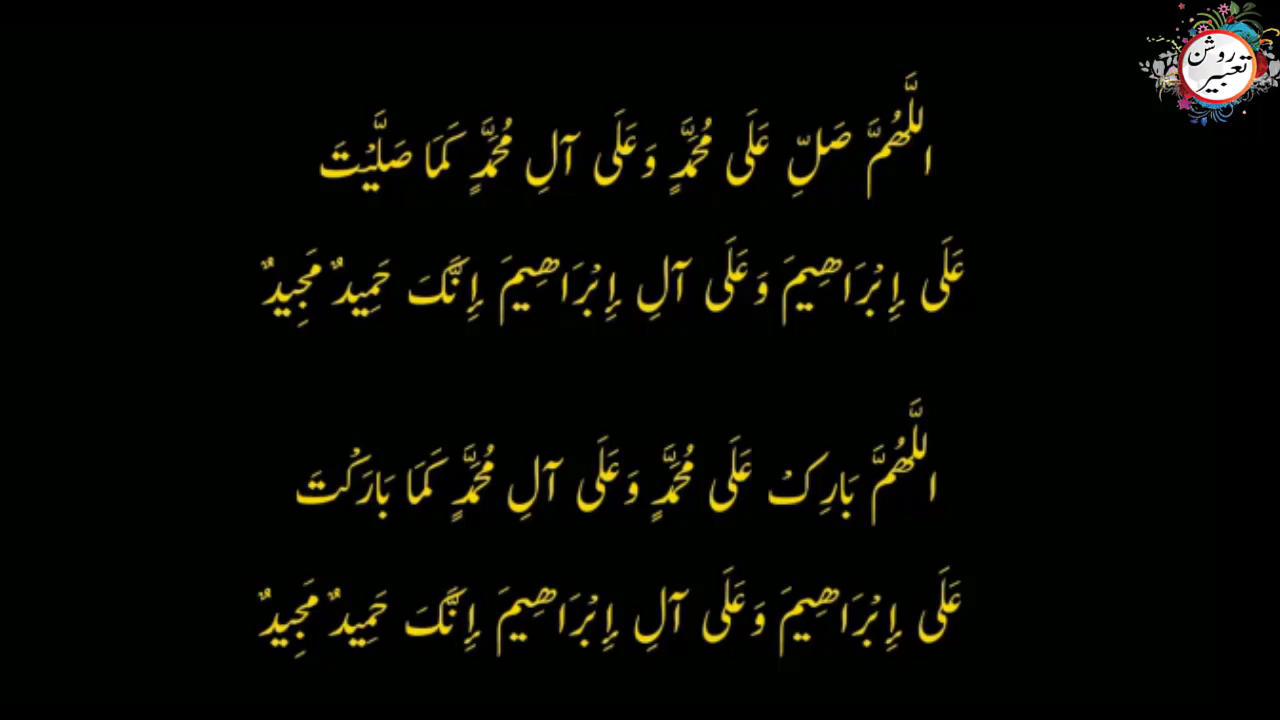 روشن
تعبیر
اللَّهُمَّ صَلِّ عَلَى مُحَمَّدٍ وَعَلَى آلِ مُحَمَّدٍ كَمَا صَلَّيْتَ
عَلَى إِبْرَاهِيمَ وَعَلَى آلِ إِبْرَاهِيمَ إِنَّكَ حَمِيدٌ مَجِيدٌ
اللَّهُمَّ بَارِكْ عَلَى مُحَمَّدٍ وَعَلَى آلِ مُحَمَّدٍ كَمَا بَارَكْتَ
عَلَى إِبْرَاهِيمَ وَعَلَى آلِ إِبْرَاهِيمَ إِنَّكَ حَمِيدٌ مَجِيدٌ